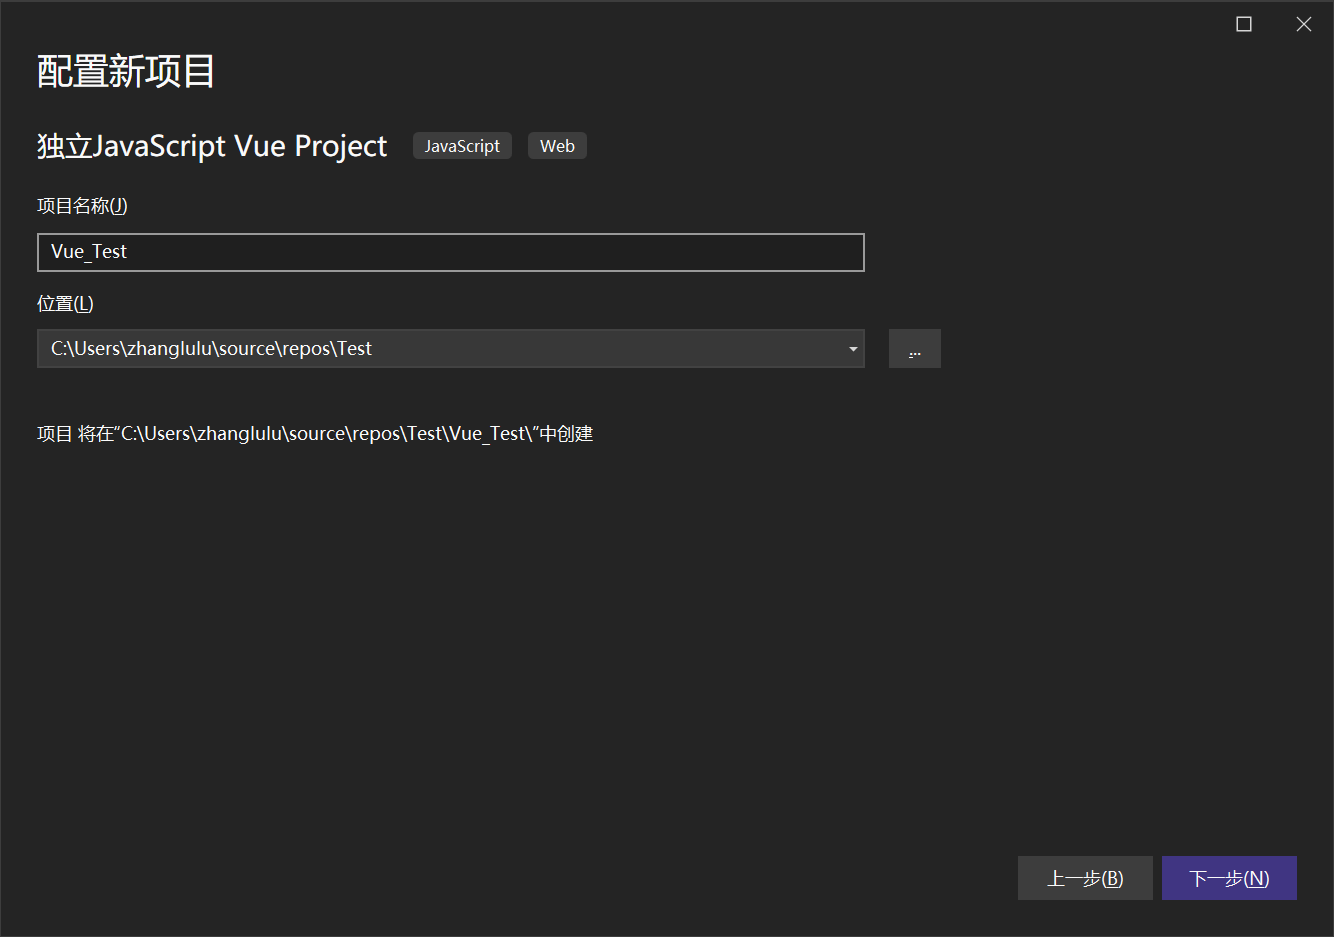 配置新项目
独立JavaScript Vue Project JavaScript Web
项目名称(J)
Vue_Test
位置(L)
C:\Users\zhanglulu\source\repos\Test ...
项目 将在“C:\Users\zhanglulu\source\repos\Test\Vue_Test\”中创建
上一步(B) 下一步(N)